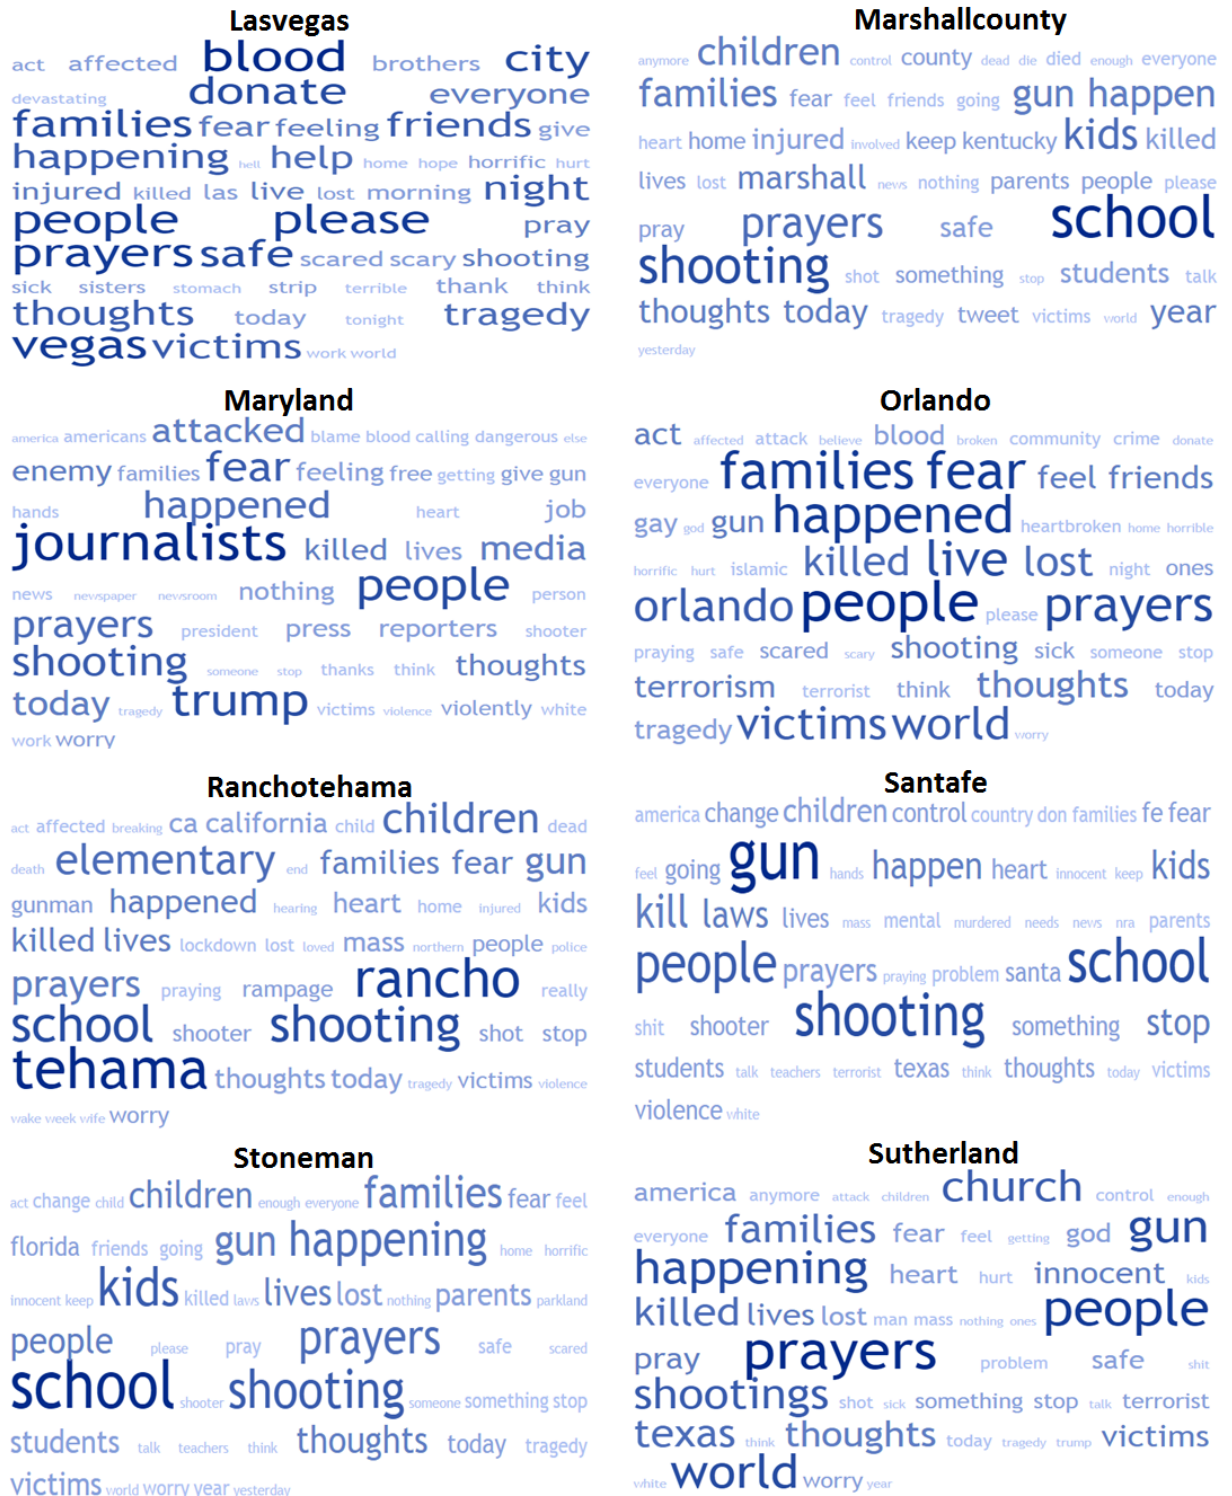 Lasvegas
act affected blood brothers city
devastating donate everyone
families fear feeling friends give
happening hell help home hope horrific hurt
injured killed las live lost morning night
people please pray
prayers safe scared scary shooting
sick sisters stomach strip terrible thank think
thoughts today tonight tragedy
vegas victims work world
Marshallcounty
anymore children control county dead die died enough everyone
families fear feel friends going gun happen
heart home injured involved keep kentucky kids killed
lives lost marshall news nothing parents people please
pray prayers safe school
shooting shot something stop students talk
thoughts today tragedy tweet victims world year
yesterday
Maryland
america americans attacked blame blood calling dangerous else
enemy families fear feeling free getting give gun
hands happened heart job
journalists killed lives media
news newspaper newsroom nothing people person
prayers president press reporters shooter
shooting someone stop thanks think thoughts
today tragedy trump victims violence violently white
work worry
Orlando
act affected attack believe blood broken community crime donate
everyone families fear feel friends
gay god gun happened heartbroken home horrible
horrific hurt islamic killed live lost night ones
orlando people please prayers
praying safe scared scary shooting sick someone stop
terrorism terrorist think thoughts today
tragedy victims world worry
Ranchotehama
act affected breaking ca california child children dead
death elementary end families fear gun
gunman happened hearing heart home injured kids
killed lives lockdown lost loved mass northern people police
prayers praying rampage rancho really
school shooter shooting shot stop
tehama thoughts today tragedy victims violence
wake week wife worry
Santafe
america change children control country don families fe fear
feel going gun hands happen heart innocent keep kids
kill laws lives mass mental murdered needs news nra parents
people prayers praying problem santa school
shit shooter shooting something stop
students talk teachers terrorist texas think thoughts today victims
violence white
Stoneman
act change child children enough everyone families fear feel
florida friends going gun happening home horrific
innocent keep kids killed laws lives lost nothing parents parkland
people please pray prayers safe scared
school shooter shooting someone something stop
students talk teachers think thoughts today tragedy
victims world worry year yesterday
Sutherland
america anymore attack children church control enough
everyone families fear feel getting god gun
happening heart hurt innocent kids
killed lives lost man mass nothing ones people
pray prayers problem safe shit
shootings shot sick something stop talk terrorist
texas think thoughts today tragedy trump victims
white world worry year